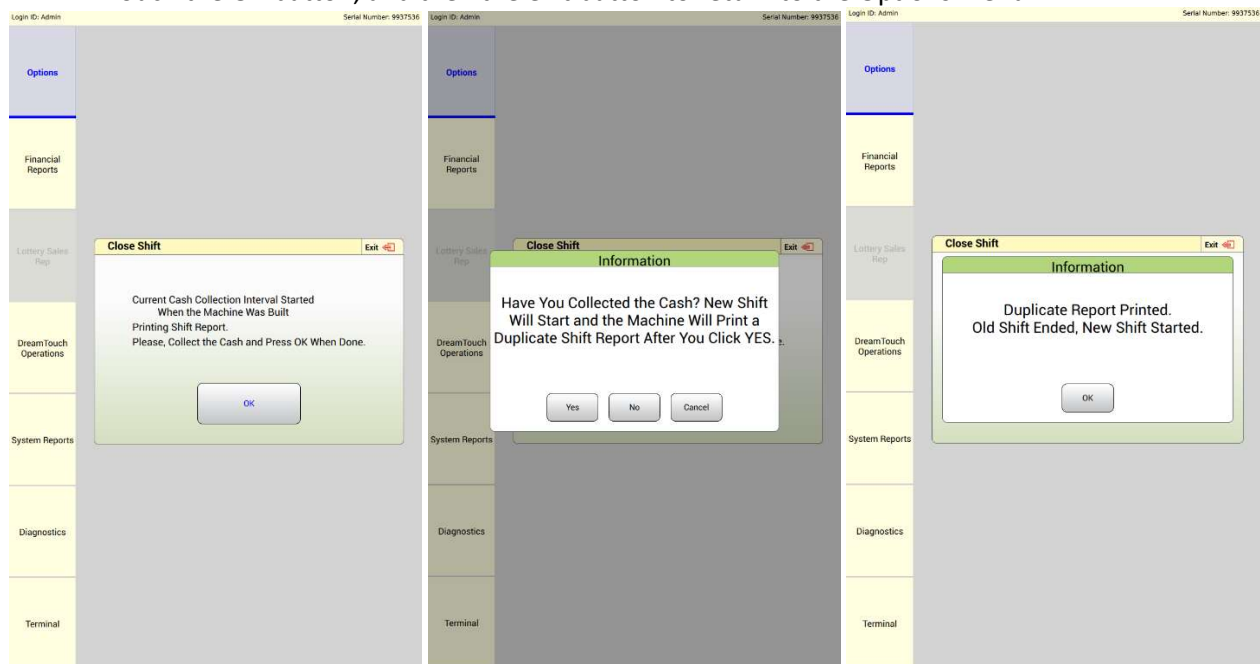 Login ID: Admin
Serial Number: 9937536
Options
Financial
Reports
Lottery Sales
Rep
DreamTouch
Operations
System Reports
Diagnostics
Terminal
Close Shift
Exit
Current Cash Collection Interval Started
When the Machine Was Built
Printing Shift Report.
Please, Collect the Cash and Press OK When Done.
OK
Login ID: Admin
Serial Number: 9937536
Options
Financial
Reports
Lottery Sales
Rep
DreamTouch
Operations
System Reports
Diagnostics
Terminal
Close Shift
Exit
Information
Have You Collected the Cash? New Shift
Will Start and the Machine Will Print a
Duplicate Shift Report After You Click YES.
Yes
No
Cancel
Login ID: Admin
Serial Number: 9937536
Options
Financial
Reports
Lottery Sales
Rep
DreamTouch
Operations
System Reports
Diagnostics
Terminal
Close Shift
Exit
Information
Duplicate Report Printed.
Old Shift Ended, New Shift Started.
OK